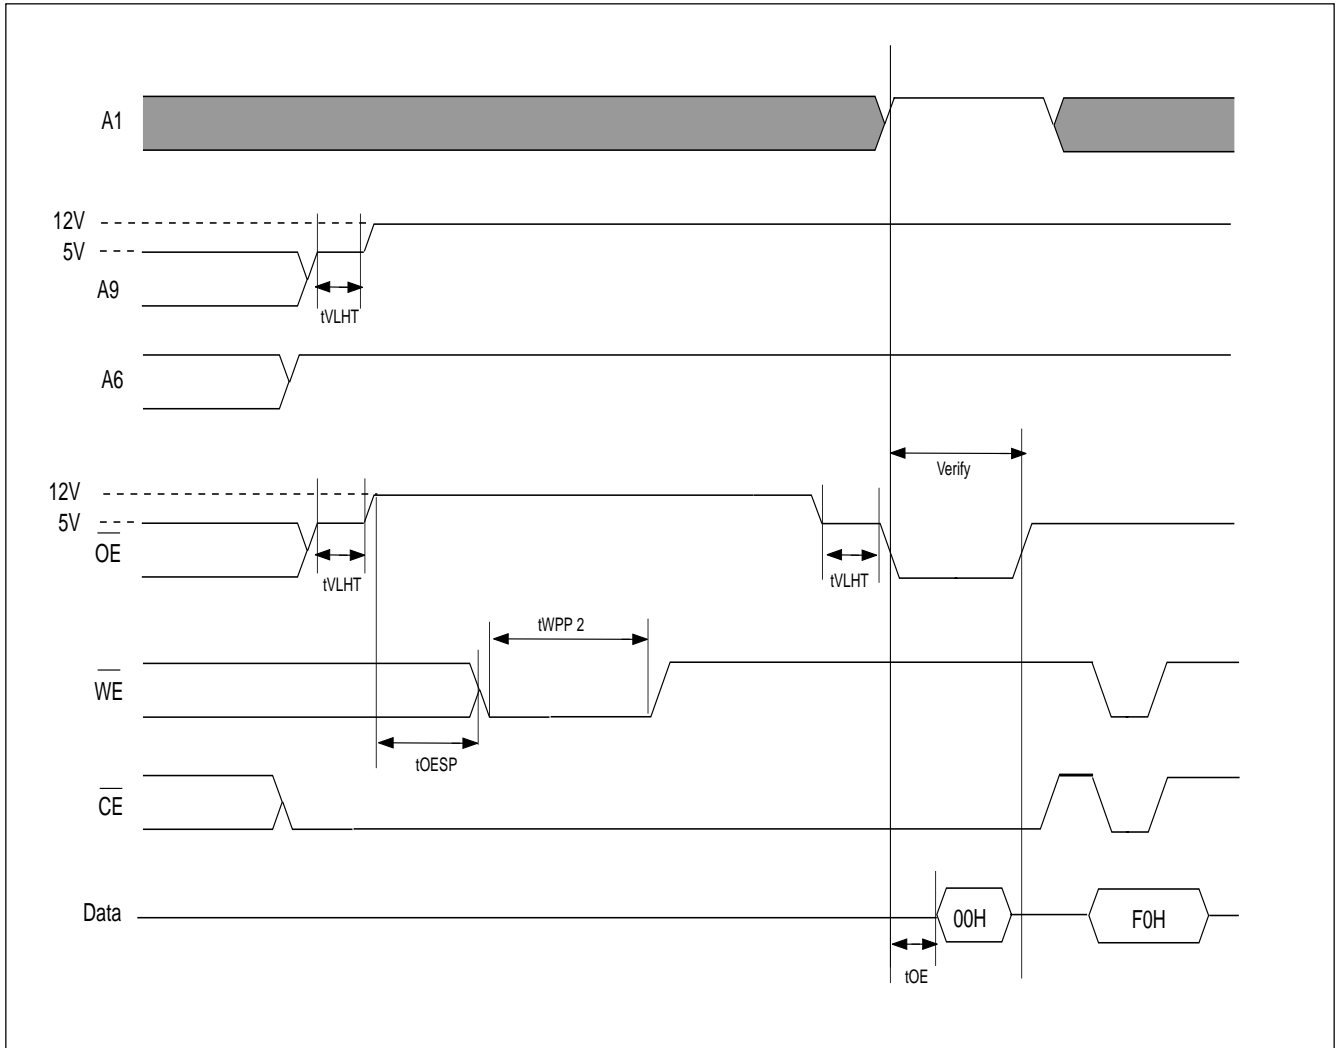 A1
12V
5V
A9
tVLHT
A6
Verify
12V
5V
OE
tVLHT
tVLHT
tWPP 2
WE
tOESP
CE
Data
00H
F0H
tOE